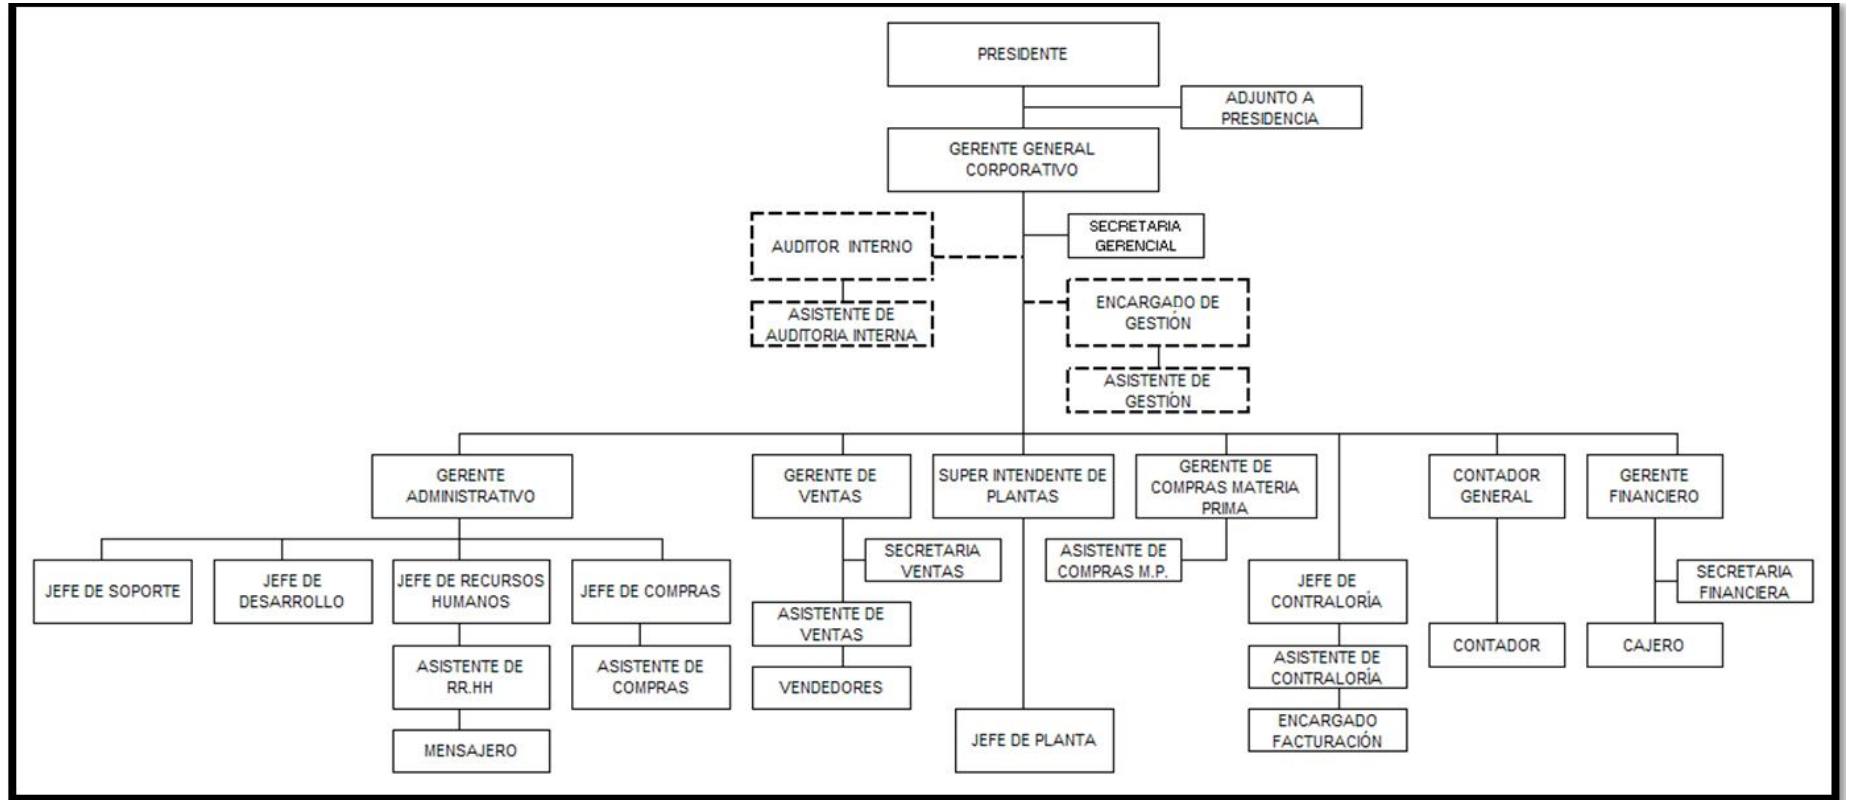 PRESIDENTE
ADJUNTO A
PRESIDENCIA
GERENTE GENERAL
CORPORATIVO
AUDITOR INTERNO
SECRETARIA
GERENCIAL
ASISTENTE DE
AUDITORIA INTERNA
ENCARGADO DE
GESTIÓN
ASISTENTE DE
GESTIÓN
GERENTE
ADMINISTRATIVO
GERENTE DE
VENTAS
SUPER INTENDENTE DE
PLANTAS
GERENTE DE
COMPRAS MATERIA
PRIMA
CONTADOR
GENERAL
GERENTE
FINANCIERO
JEFE DE SOPORTE
JEFE DE
DESARROLLO
JEFE DE RECURSOS
HUMANOS
JEFE DE COMPRAS
SECRETARIA
VENTAS
ASISTENTE DE
COMPRAS M.P.
JEFE DE
CONTRALORÍA
SECRETARIA
FINANCIERA
ASISTENTE DE
VENTAS
CONTADOR
CAJERO
ASISTENTE DE
RR.HH
ASISTENTE DE
COMPRAS
VENDEDORES
ASISTENTE DE
CONTRALORÍA
MENSAJERO
JEFE DE PLANTA
ENCARGADO
FACTURACIÓN